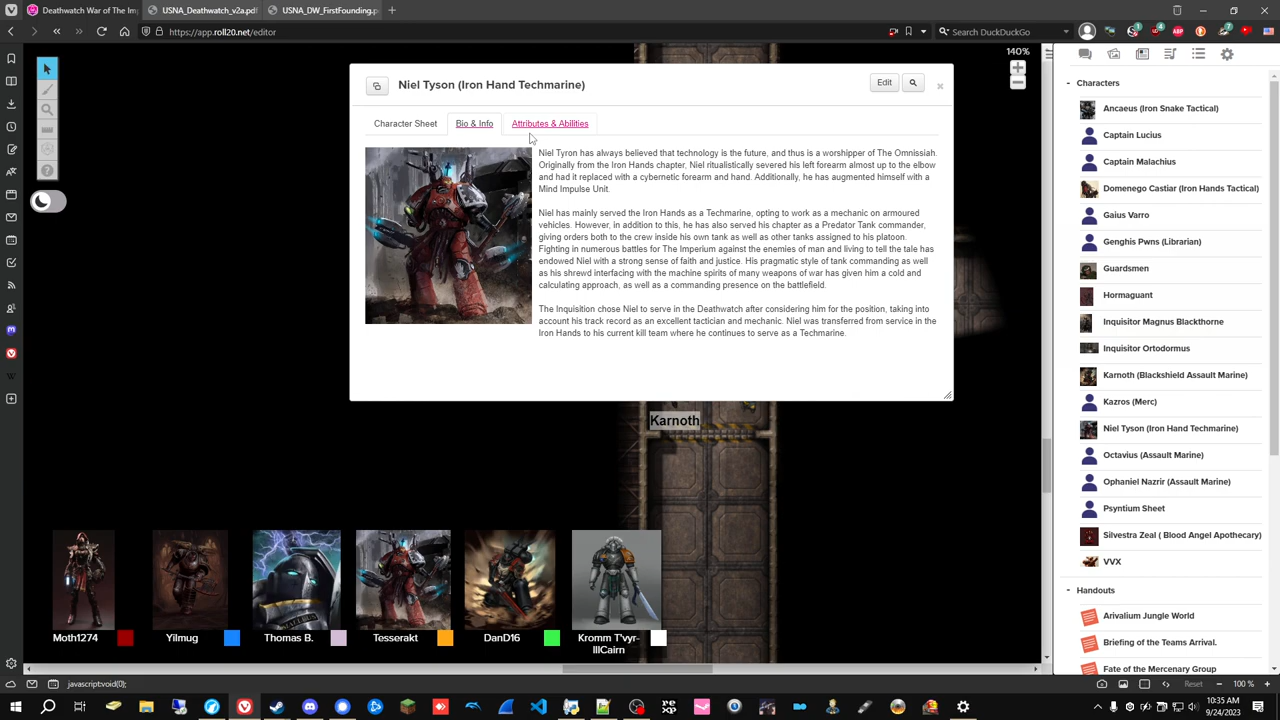 Deathwatch War of The Imp
USNA_Deathwatch_v2a.pdf
USNA_DW_FirstFounding.
https://app.roll20.net/editor
Search DuckDuckGo
140%
Niel Tyson (Iron Hand Techmarine)
Edit
Character Sheet
Bio & Info
Attributes & Abilities
Niel Tyron has always believed that technology is the future, and thus is a worshipper of The Omnissiah.
Originally from the Iron Hands chapter, Niel ritualistically severed his left forearm almost up to the elbow
and had it replaced with a cybernetic forearm and hand. Additionally, he has augmented himself with a
Mind Impulse Unit.
Niel has mainly served the Iron Hands as a Techmarine, opting to work as a mechanic on armoured
vehicles. However, in addition to this, he has also served his chapter as a Predator Tank commander,
giving orders both to the crew inside his own tank as well as other tanks assigned to his platoon.
Fighting in numerous battles for The Imperium against the enemies of man and living to tell the tale has
endowed Niel with a strong sense of faith and justice. His pragmatic style of tank commanding as well
as his shrewd interfacing with the machine spirits of many weapons of war has given him a cold and
calculating approach, as well as a commanding presence on the battlefield.
The Inquisition chose Niel to serve in the Deathwatch after considering him for the position, taking into
account his track record as an excellent tactician and mechanic. Niel was transferred from service in the
Iron Hands to his current kill team where he continues to serve as a Techmarine.
Karnoth
Moth1274
Yilmug
Thomas B.
Tesserakt
DanD16
Kromm T'vyr-
IllCairn
Characters
Ancaeus (Iron Snake Tactical)
Captain Lucius
Captain Malachius
Domenego Castiar (Iron Hands Tactical)
Gaius Varro
Genghis Pwns (Librarian)
Guardsmen
Hormaguant
Inquisitor Magnus Blackthorne
Inquisitor Ortodormus
Karnoth (Blackshield Assault Marine)
Kazros (Merc)
Niel Tyson (Iron Hand Techmarine)
Octavius (Assault Marine)
Ophaniel Nazrir (Assault Marine)
Psyntium Sheet
Silvestra Zeal ( Blood Angel Apothecary)
VVX
Handouts
Arivalium Jungle World
Briefing of the Teams Arrival.
Fate of the Mercenary Group
javascript:void(0);
Reset
100 %
10:35 AM
9/24/2023